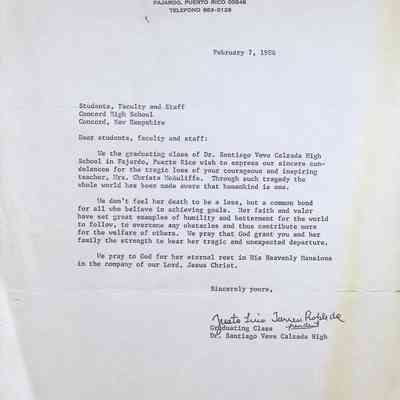 FAJARDO, PUERTO RICO 00648
TELEFONO 863-0128
February 7, 1986
Students, Faculty and Staff
Concord High School
Concord, New Hampshire
Dear students, faculty and staff:
We the graduating class of Dr. Santiago Veve Calzada High
School in Fajardo, Puerto Rico wish to express our sincere con-
dolences for the tragic loss of your courageous and inspiring
teacher, Mrs. Christa McAuliffe. Through such tragedy the
whole world has been made aware that humankind is one.
We don't feel her death to be a loss, but a common bond
for all who believe in achieving goals. Her faith and valor
have set great examples of humility and betterment for the world
to follow, to overcome any obstacles and thus contribute more
for the welfare of others. We pray that God grant you and her
family the strength to bear her tragic and unexpected departure.
We pray to God for her eternal rest in His Heavenly Mansions
in the company of our Lord, Jesus Christ.
Sincerely yours,
Torres Robledo
Graduating Class
Dr. Santiago Veve Calzada High